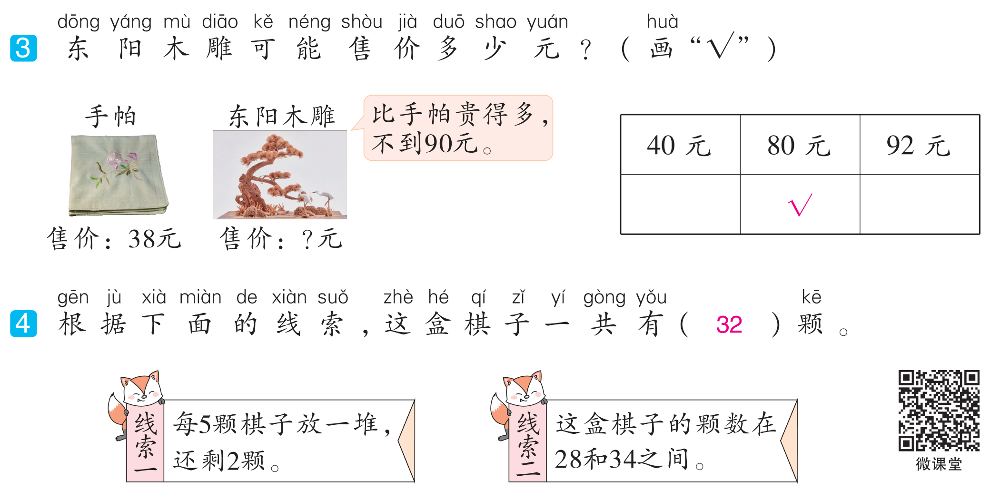 dōng yáng mù diāo kě néng shòu jià duō shao yuán huà
3 东阳木雕可能售价多少元？（画“√”）
手帕
东阳木雕
比手帕贵得多，
不到90元。
售价：38元
售价：?元
40 元 80 元 92 元
√
gēn jù xià miàn de xiàn suǒ zhè hé qí zǐ yí gòng yǒu kē
4 根据下面的线索，这盒棋子一共有（ 32 ）颗。
线索一
每5颗棋子放一堆，
还剩2颗。
线索二
这盒棋子的颗数在
28和34之间。
微课堂